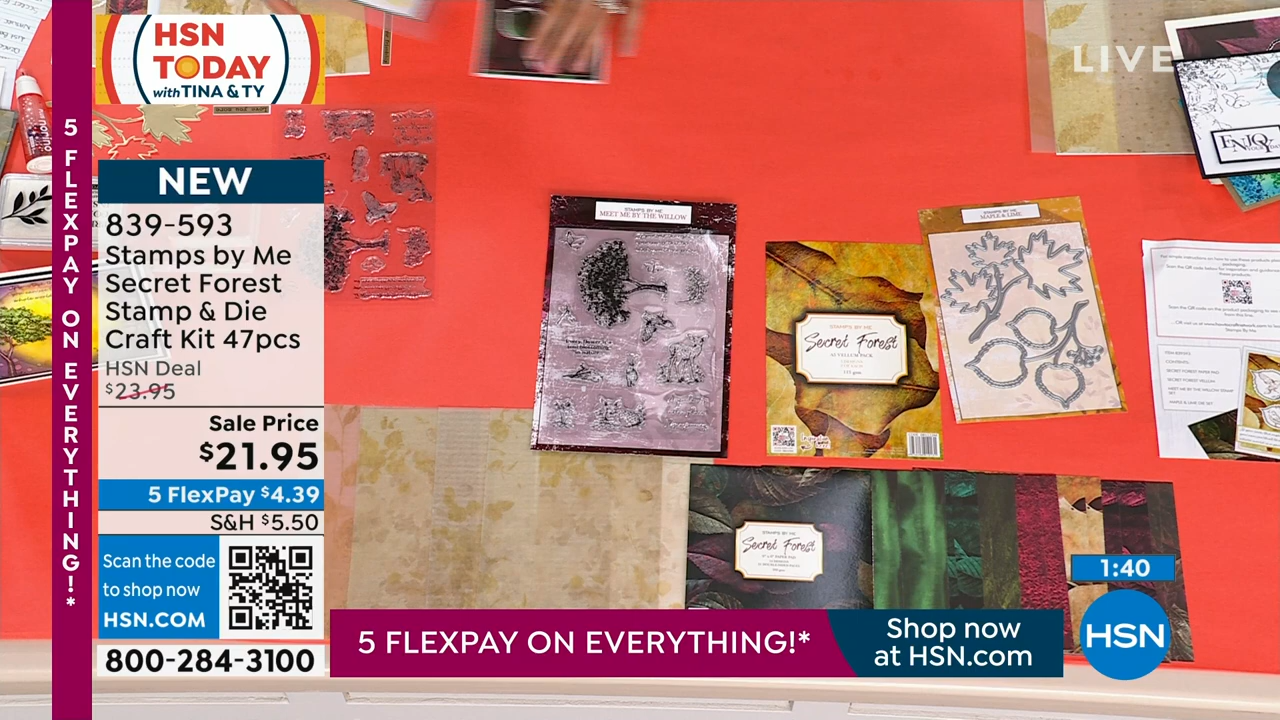 HSN
TODAY
with TINA & TY
LIVE
5 FLEXPAY ON EVERYTHING!*
NEW
839-593
Stamps by Me
Secret Forest
Stamp & Die
Craft Kit 47pcs
HSN Deal
$23.95
Sale Price
$21.95
5 FlexPay $4.39
S&H $5.50
Scan the code
to shop now
HSN.COM
800-284-3100
STAMPS BY ME
MEET ME BY THE WILLOW
STAMPS BY ME
Secret Forest
STAMPS BY ME
MAPLE & LIME
STAMPS BY ME
Secret Forest
ENJOY
1:40
5 FLEXPAY ON EVERYTHING!*
Shop now
at HSN.com
HSN